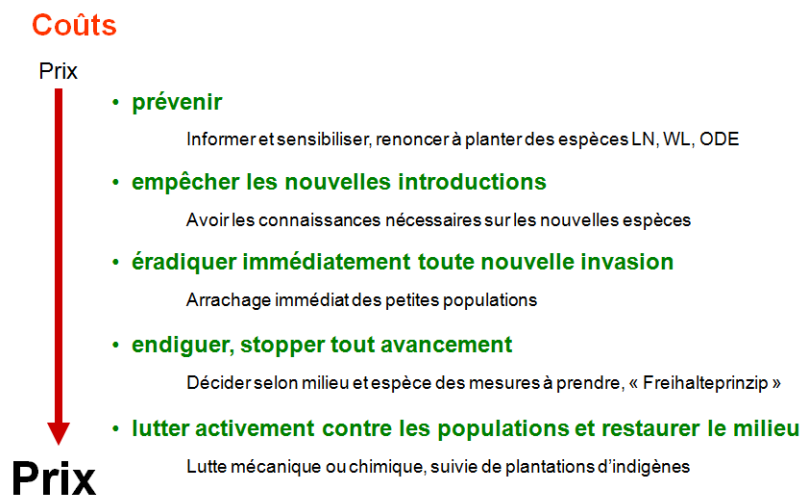 Coûts
Prix
• prévenir
Informer et sensibiliser, renoncer à planter des espèces LN, WL, ODE
• empêcher les nouvelles introductions
Avoir les connaissances nécessaires sur les nouvelles espèces
• éradiquer immédiatement toute nouvelle invasion
Arrachage immédiat des petites populations
• endiguer, stopper tout avancement
Décider selon milieu et espèce des mesures à prendre, « Freihalteprinzip »
• lutter activement contre les populations et restaurer le milieu
Lutte mécanique ou chimique, suivie de plantations d'indigènes
Prix